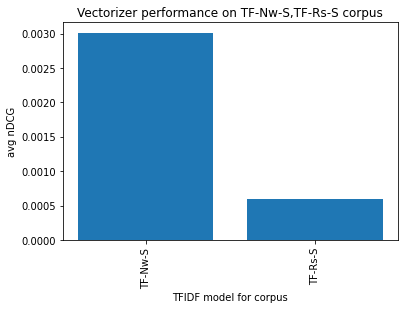 Vectorizer performance on TF-Nw-S,TF-Rs-S corpus
0.0030
0.0025
0.0020
0.0015
0.0010
0.0005
0.0000
avg nDCG
TF-Nw-S
TF-Rs-S
TFIDF model for corpus